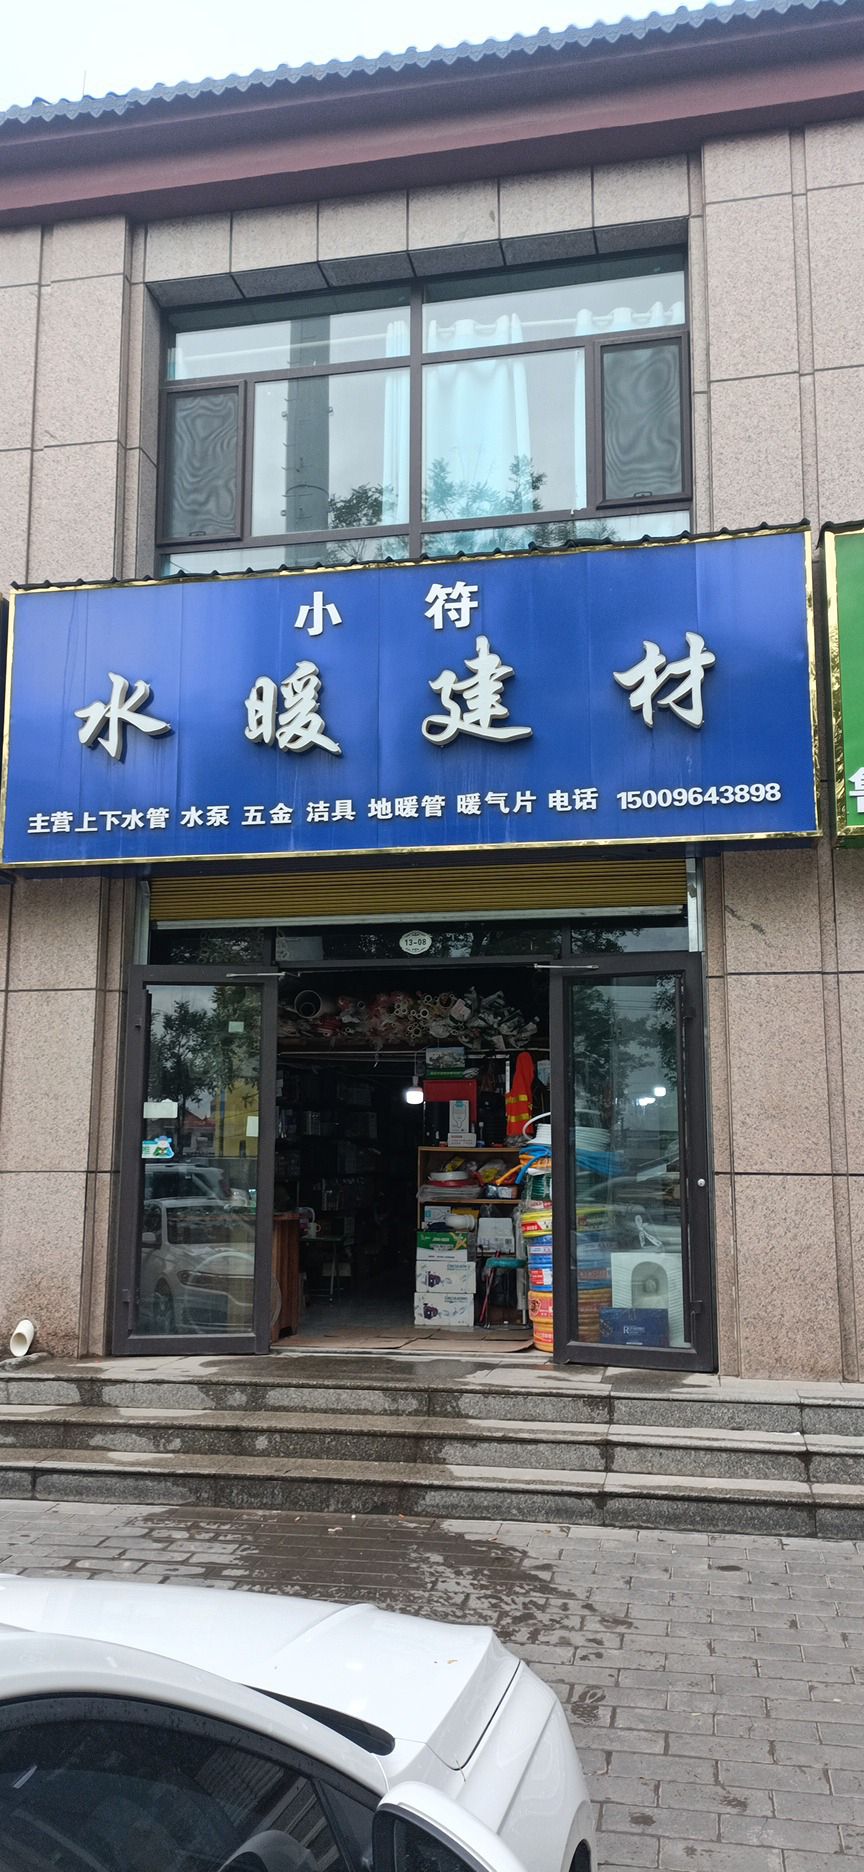 小符
水暖建材
主营上下水管 水泵 五金 洁具 地暖管 暖气片 电话 15009643898
13-08